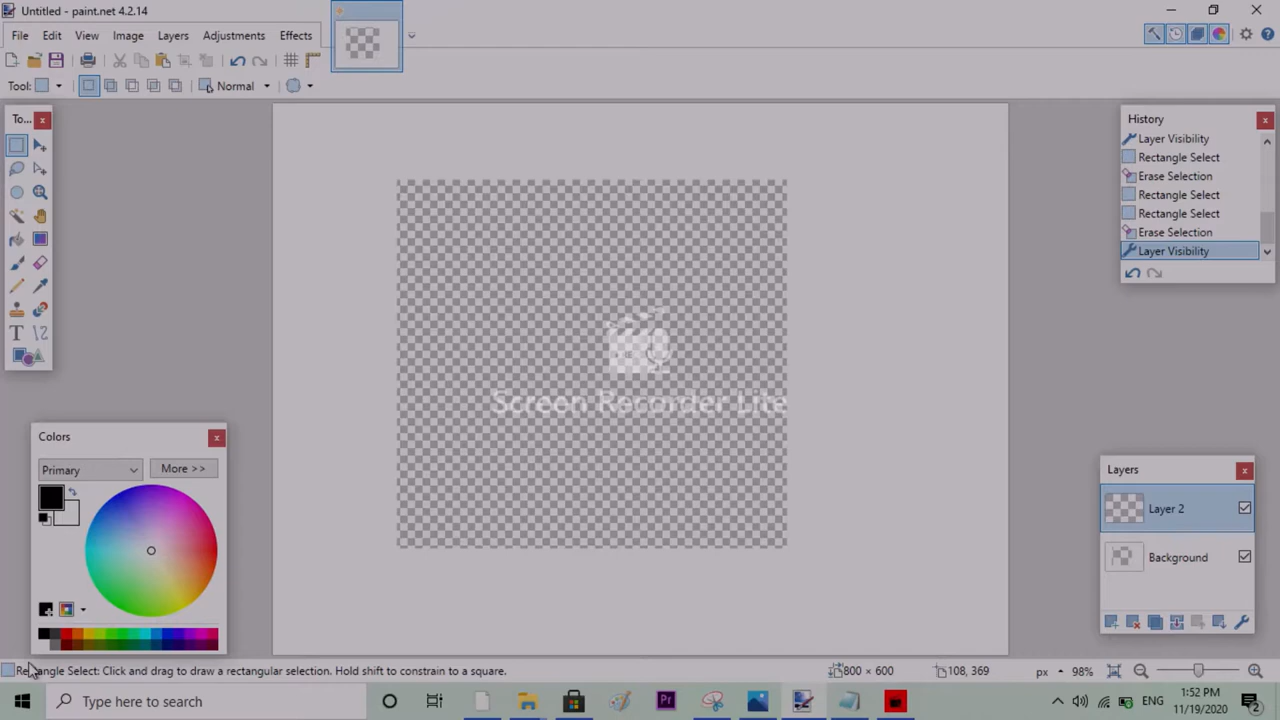 Untitled - paint.net 4.2.14
File Edit View Image Layers Adjustments Effects
Tool: Normal
To...
History
Layer Visibility
Rectangle Select
Erase Selection
Rectangle Select
Rectangle Select
Erase Selection
Layer Visibility
Screen Recorder Lite
Colors
Primary More >>
Layers
Layer 2
Background
Rectangle Select: Click and drag to draw a rectangular selection. Hold shift to constrain to a square.
800 × 600 108, 369 px 98%
Type here to search
Pr
ENG
1:52 PM
11/19/2020
2